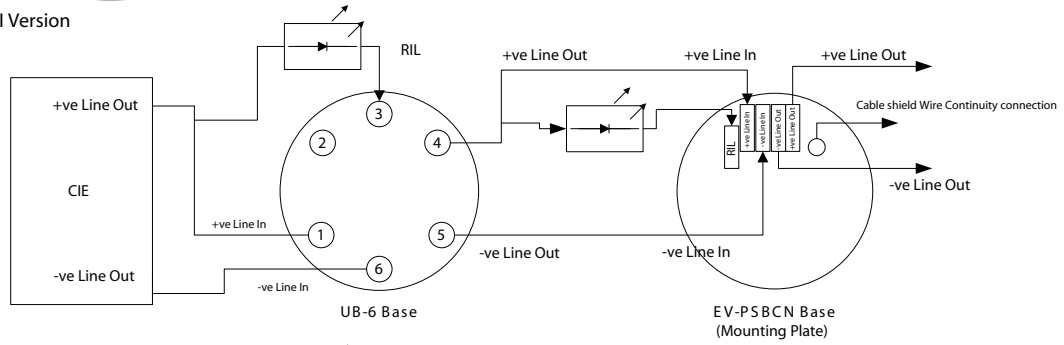 l Version
RIL
+ve Line Out
+ve Line In
+ve Line Out
+ve Line Out
Cable shield Wire Continuity connection
3
2
4
+ve Line In
-ve Line In
-ve Line Out
+ve Line Out
RIL
CIE
-ve Line Out
+ve Line In
1
5
-ve Line Out
-ve Line In
-ve Line Out
6
-ve Line In
UB-6 Base
EV-PSBCN Base
(Mounting Plate)